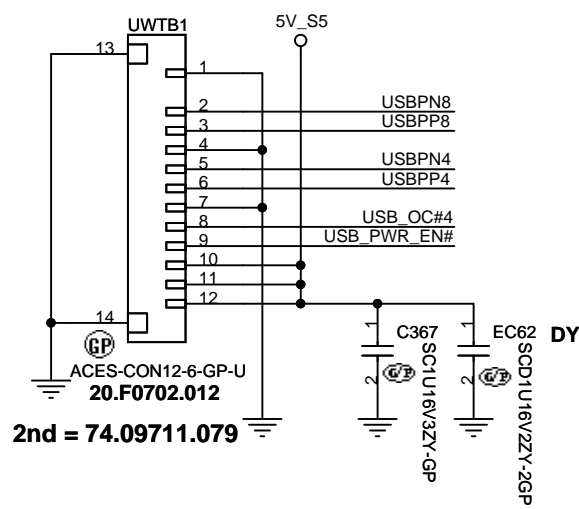 UWTB1
5V_S5
13
1
2
USBPN8
3
USBPP8
4
5
USBPN4
6
USBPP4
7
8
USB_OC#4
9
USB_PWR_EN#
10
11
12
14
GP
ACES-CON12-6-GP-U
20.F0702.012
2nd = 74.09711.079
1
2
C367
SC1U16V3ZY-GP
G/P
1
2
EC62
SCD1U16V2ZY-2GP
G/P
DY